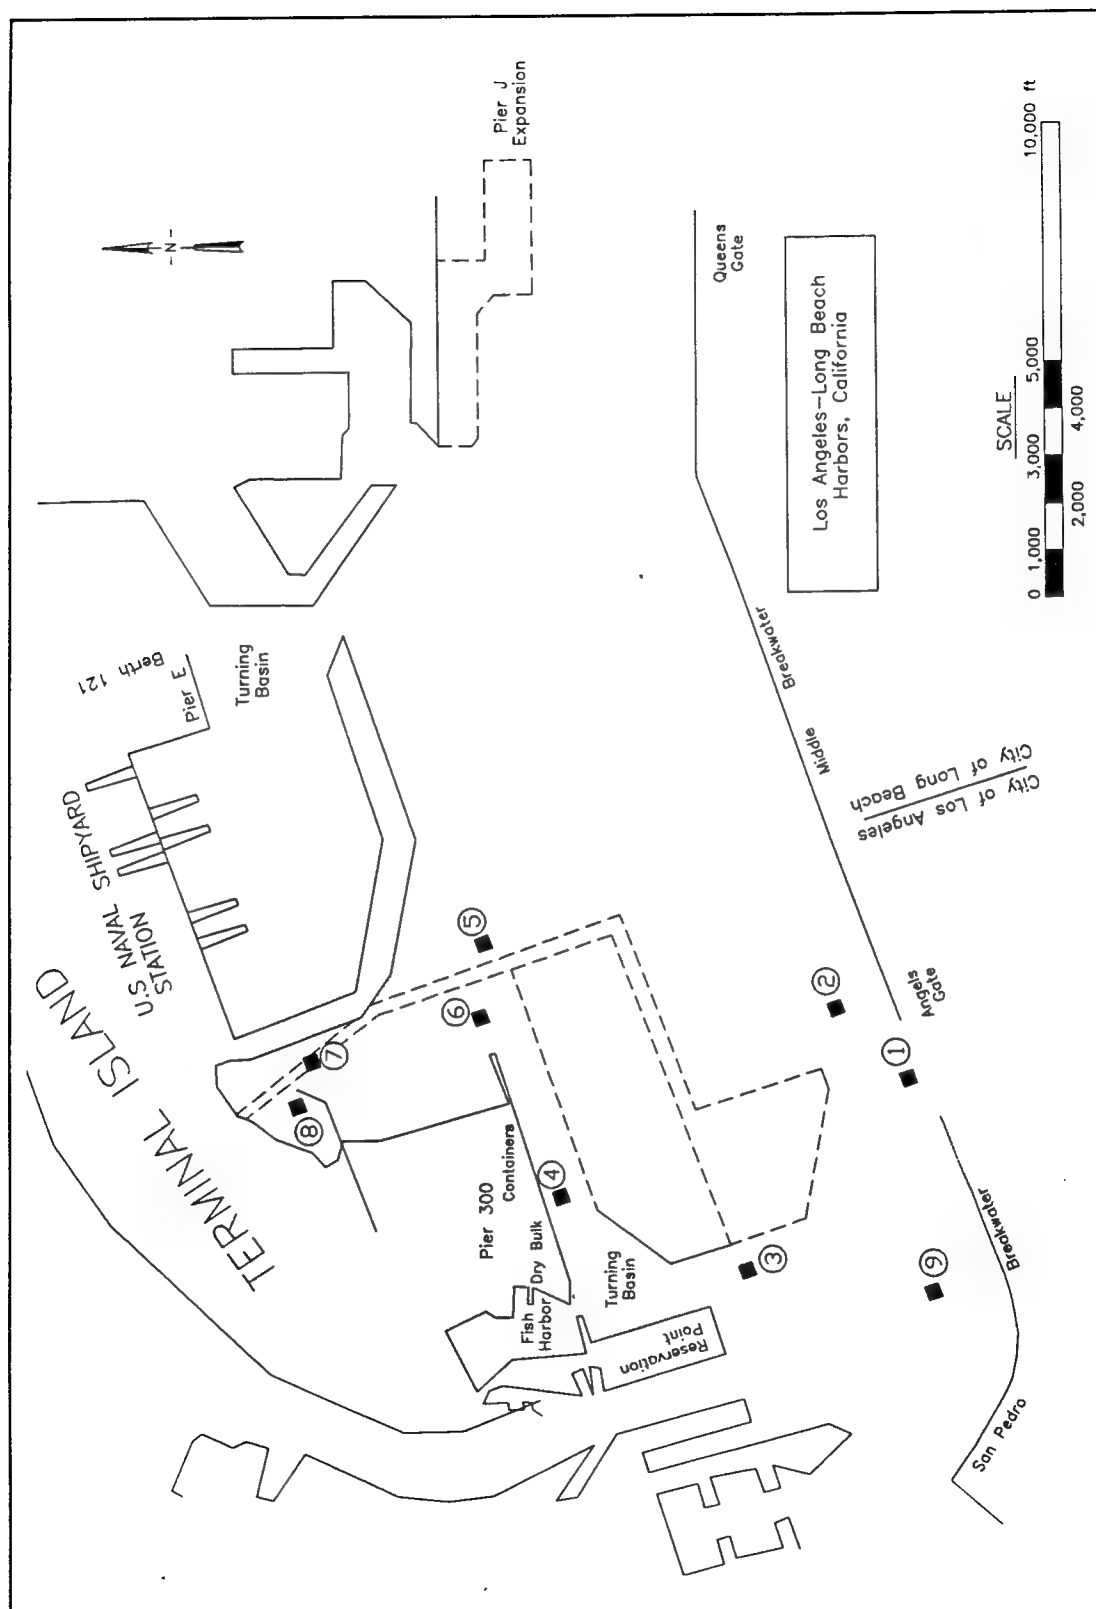 Pier J
Expansion
-N-
Queens
Gate
Los Angeles-Long Beach
Harbors, California
SCALE
0 1,000 3,000 5,000 10,000 ft
2,000 4,000
Berth 121
Pier E
Turning
Basin
U.S NAVAL SHIPYARD
STATION
TERMINAL ISLAND
Middle Breakwater
City of Long Beach
City of Los Angeles
Angels
Gate
5
6
7
8
4
2
1
3
9
Pier 300
Containers
Dry Bulk
Fish
Harbor
Turning
Basin
Reservation
Point
Breakwater
San Pedro